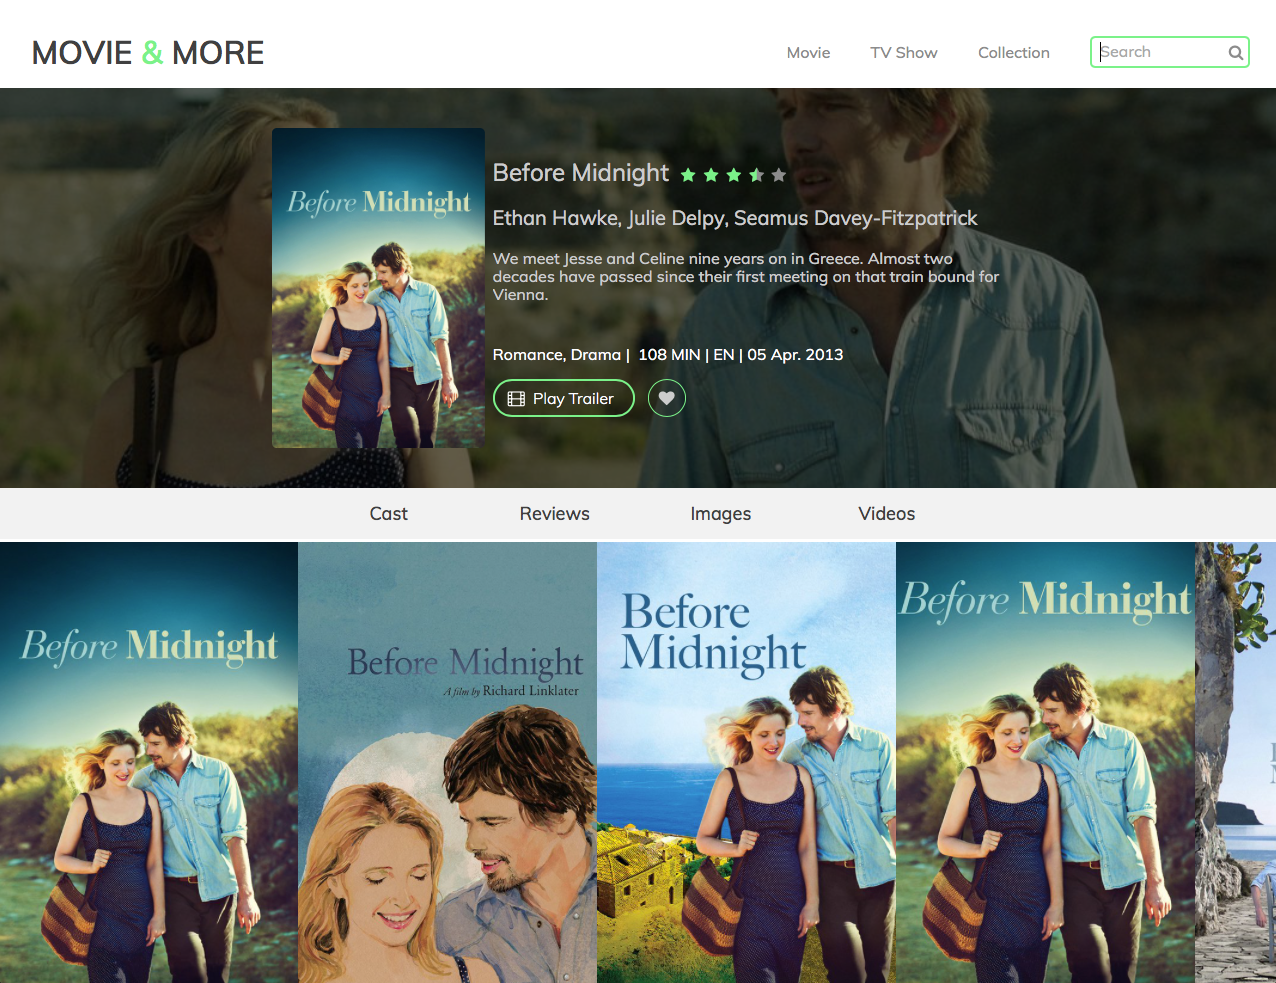 MOVIE & MORE
Movie
TV Show
Collection
Search
Before Midnight
Before Midnight
Ethan Hawke, Julie Delpy, Seamus Davey-Fitzpatrick
We meet Jesse and Celine nine years on in Greece. Almost two
decades have passed since their first meeting on that train bound for
Vienna.
Romance, Drama | 108 MIN | EN | 05 Apr. 2013
Play Trailer
Cast
Reviews
Images
Videos
Before Midnight
Before Midnight
A film by Richard Linklater
Before
Midnight
Before Midnight